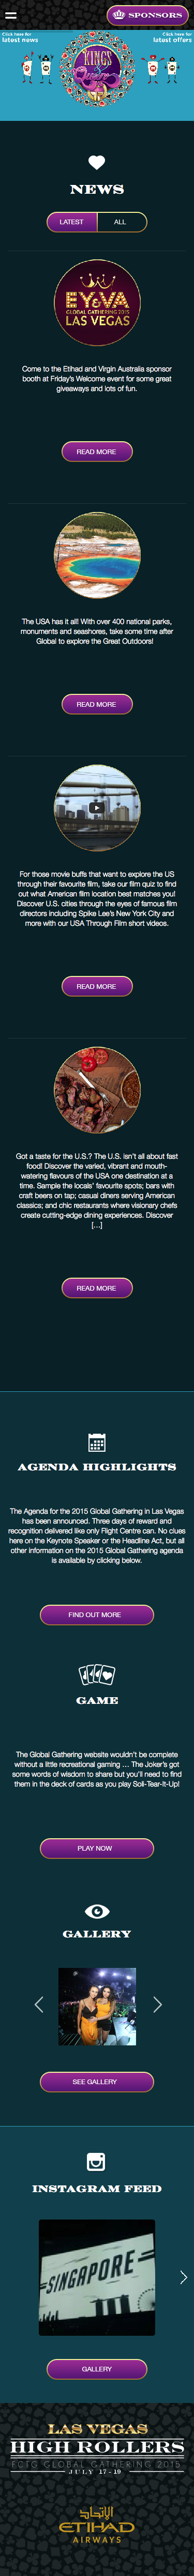 SPONSORS
Click here for
latest news
Click here for
latest offers
KINGS
&
Queens
NEWS
LATEST
ALL
EY&VA
GLOBAL GATHERING 2015
LAS VEGAS
Come to the Etihad and Virgin Australia sponsor
booth at Friday's Welcome event for some great
giveaways and lots of fun.
READ MORE
The USA has it all! With over 400 national parks,
monuments and seashores, take some time after
Global to explore the Great Outdoors!
READ MORE
For those movie buffs that want to explore the US
through their favourite film, take our film quiz to find
out what American film location best matches you!
Discover U.S. cities through the eyes of famous film
directors including Spike Lee's New York City and
more with our USA Through Film short videos.
READ MORE
Got a taste for the U.S.? The U.S. isn't all about fast
food! Discover the varied, vibrant and mouth-
watering flavours of the USA one destination at a
time. Sample the locals' favourite spots; bars with
craft beers on tap; casual diners serving American
classics; and chic restaurants where visionary chefs
create cutting-edge dining experiences. Discover
[...]
READ MORE
AGENDA HIGHLIGHTS
The Agenda for the 2015 Global Gathering in Las Vegas
has been announced. Three days of reward and
recognition delivered like only Flight Centre can. No clues
here on the Keynote Speaker or the Headline Act, but all
other information on the 2015 Global Gathering agenda
is available by clicking below.
FIND OUT MORE
GAME
The Global Gathering website wouldn't be complete
without a little recreational gaming ... The Joker's got
some words of wisdom to share but you'll need to find
them in the deck of cards as you play Soli-Tear-It-Up!
PLAY NOW
GALLERY
SEE GALLERY
INSTAGRAM FEED
SINGAPORE
GALLERY
LAS VEGAS
HIGH ROLLERS
FCTG GLOBAL GATHERING 2015
JULY 17-19
الإتحاد
ETIHAD
AIRWAYS